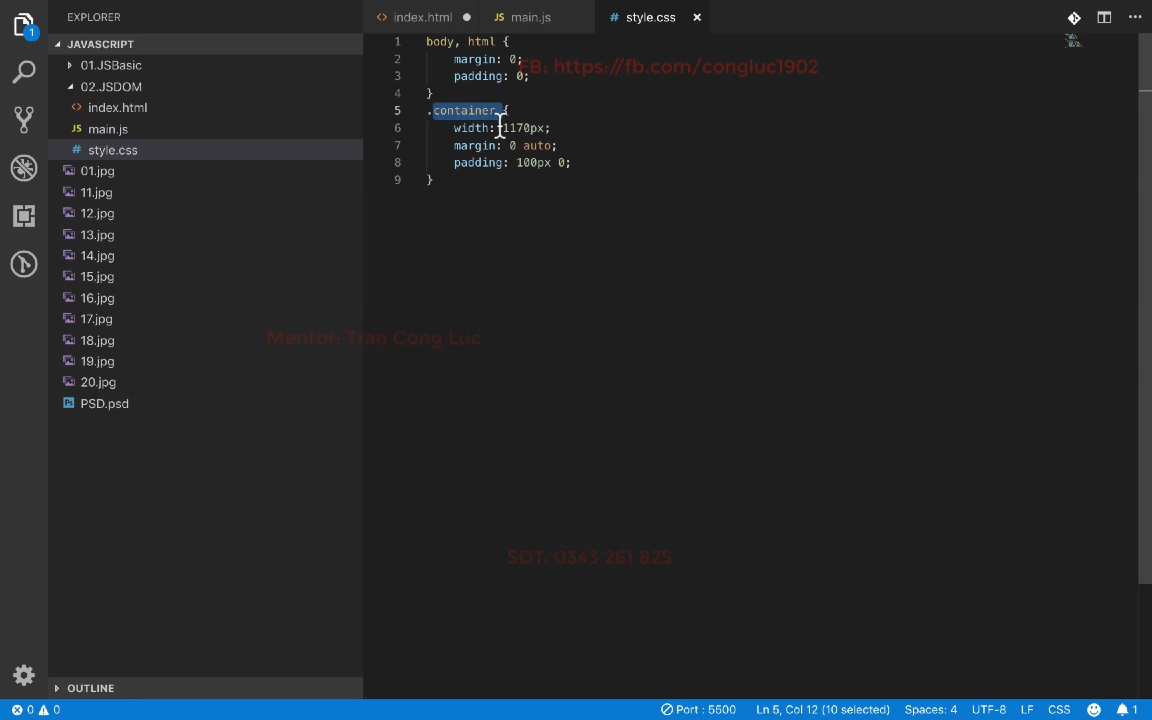 EXPLORER
index.html
main.js
style.css
1
JAVASCRIPT
01.JSBasic
02.JSDOM
index.html
main.js
style.css
01.jpg
11.jpg
12.jpg
13.jpg
14.jpg
15.jpg
16.jpg
17.jpg
18.jpg
19.jpg
20.jpg
PSD.psd
OUTLINE
1 body, html {
2 margin: 0;
3 padding: 0;
4 }
5 .container {
6 width: 1170px;
7 margin: 0 auto;
8 padding: 100px 0;
9 }
FB: https://fb.com/congluc1902
Mentor: Tran Cong Luc
SDT: 0343 261 825
0 0 Port : 5500 Ln 5, Col 12 (10 selected) Spaces: 4 UTF-8 LF CSS 1